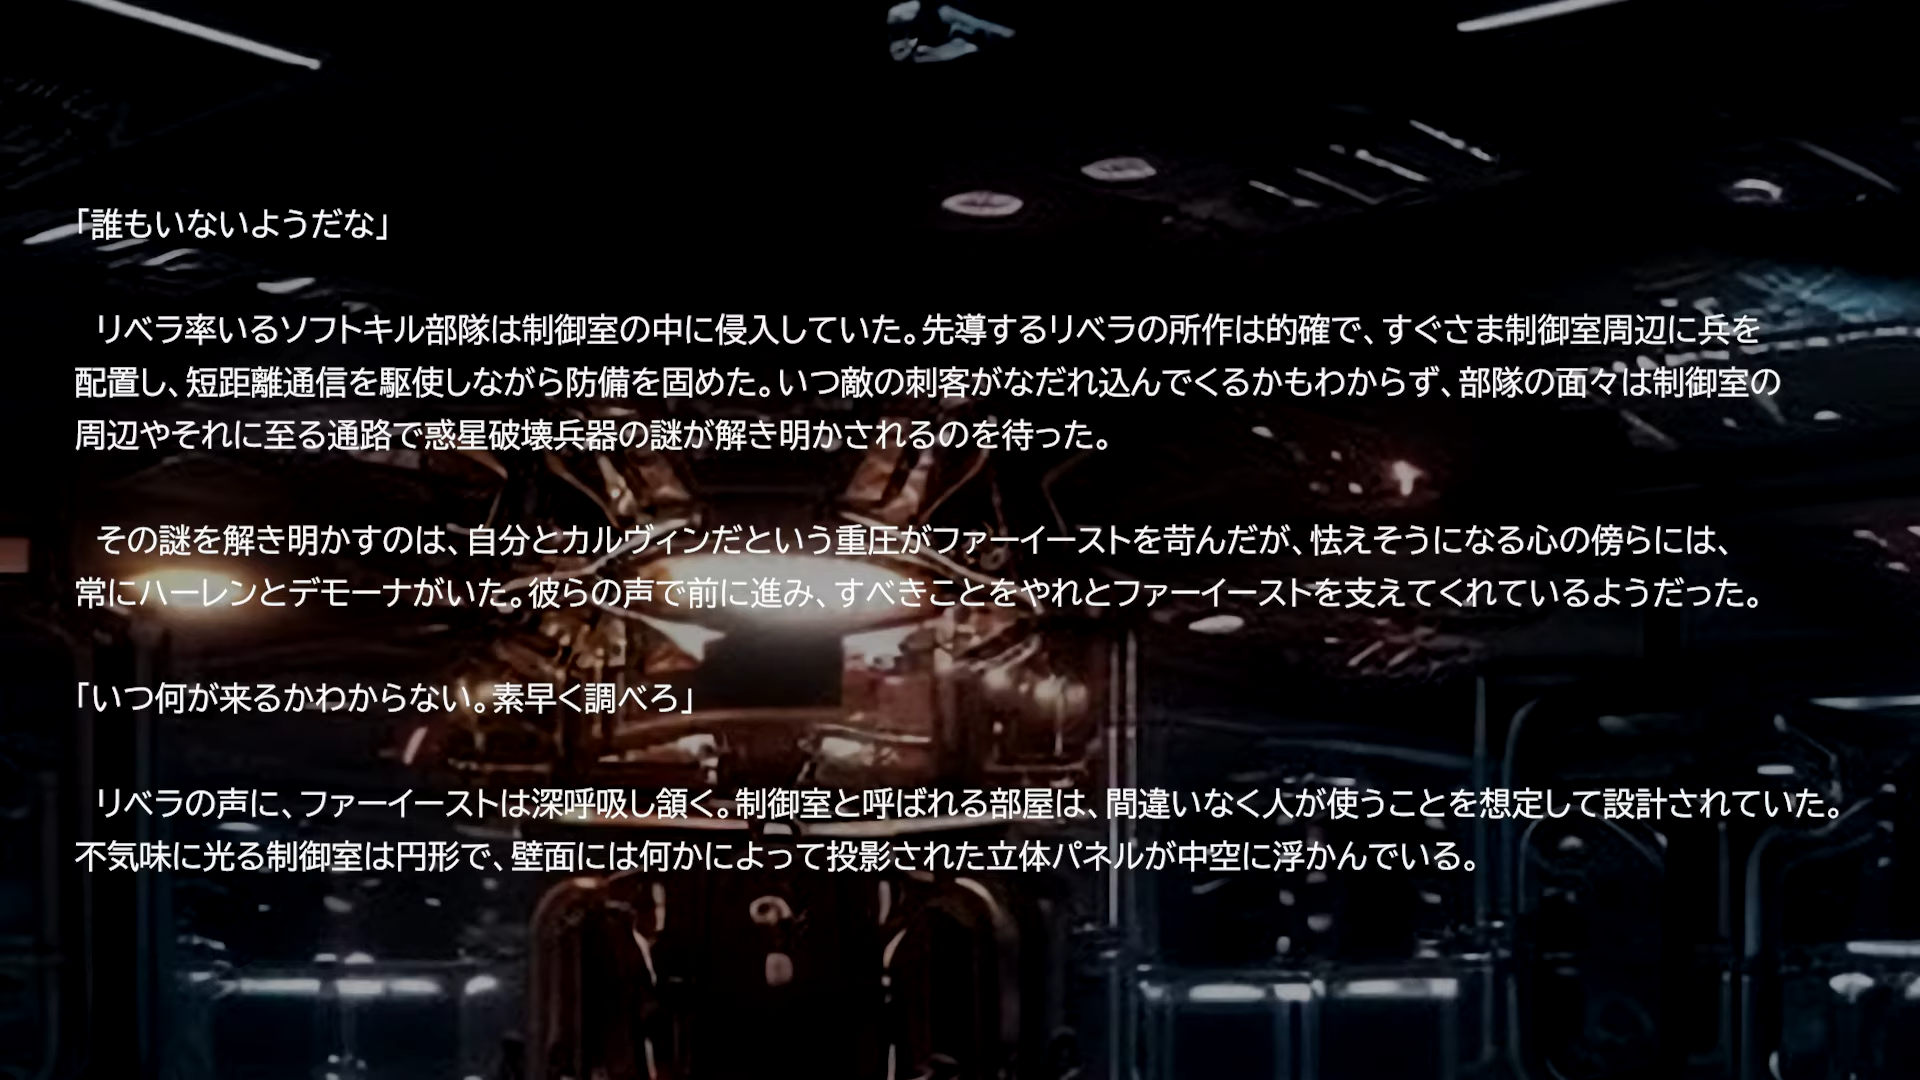 「誰もいないようだな」
リベラ率いるソフトキル部隊は制御室の中に侵入していた。先導するリベラの所作は的確で、すぐさま制御室周辺に兵を
配置し、短距離通信を駆使しながら防備を固めた。いつ敵の刺客がなだれ込んでくるかもわからず、部隊の面々は制御室の
周辺やそれに至る通路で惑星破壊兵器の謎が解き明かされるのを待った。
その謎を解き明かすのは、自分とカルヴィンだという重圧がファーイーストを苛んだが、怯えそうになる心の傍らには、
常にハーレンとデモーナがいた。彼らの声で前に進み、すべきことをやれとファーイーストを支えてくれているようだった。
「いつ何が来るかわからない。素早く調べろ」
リベラの声に、ファーイーストは深呼吸し頷く。制御室と呼ばれる部屋は、間違いなく人が使うことを想定して設計されていた。
不気味に光る制御室は円形で、壁面には何かによって投影された立体パネルが中空に浮かんでいる。